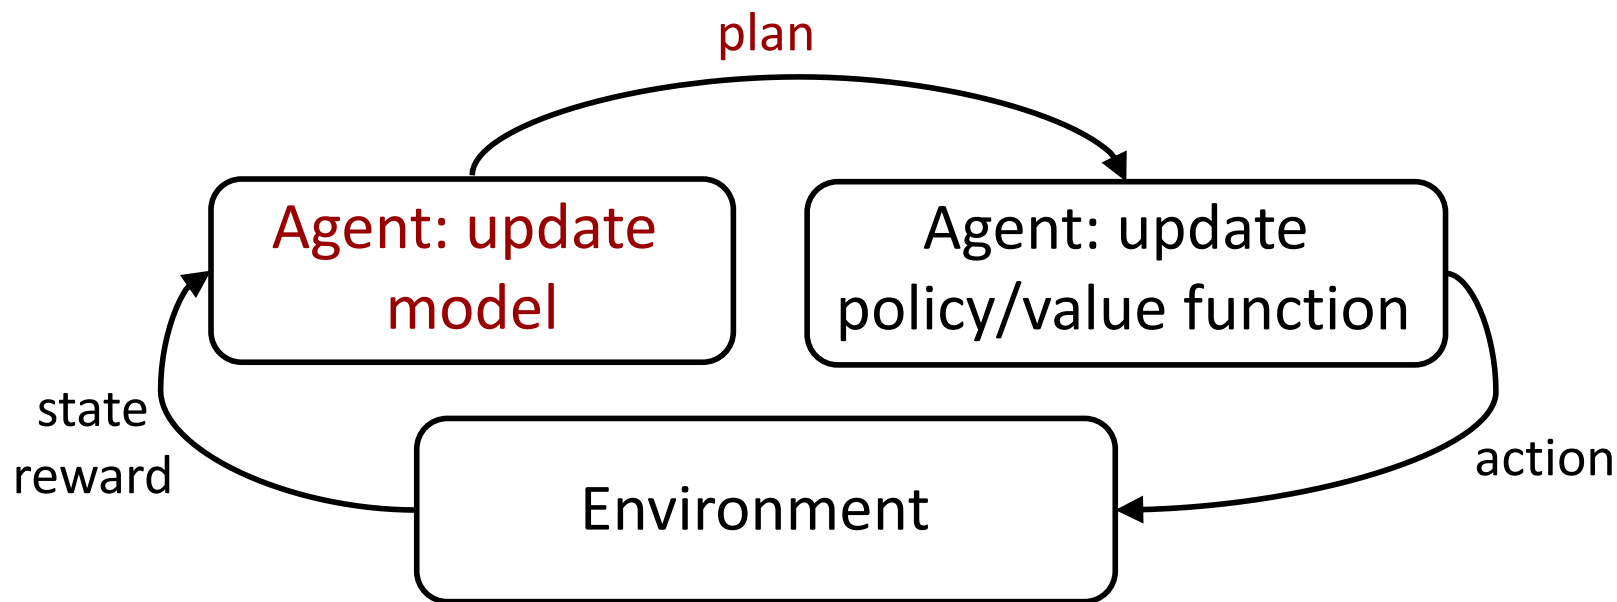 plan
Agent: update
model
Agent: update
policy/value function
state
reward
action
Environment